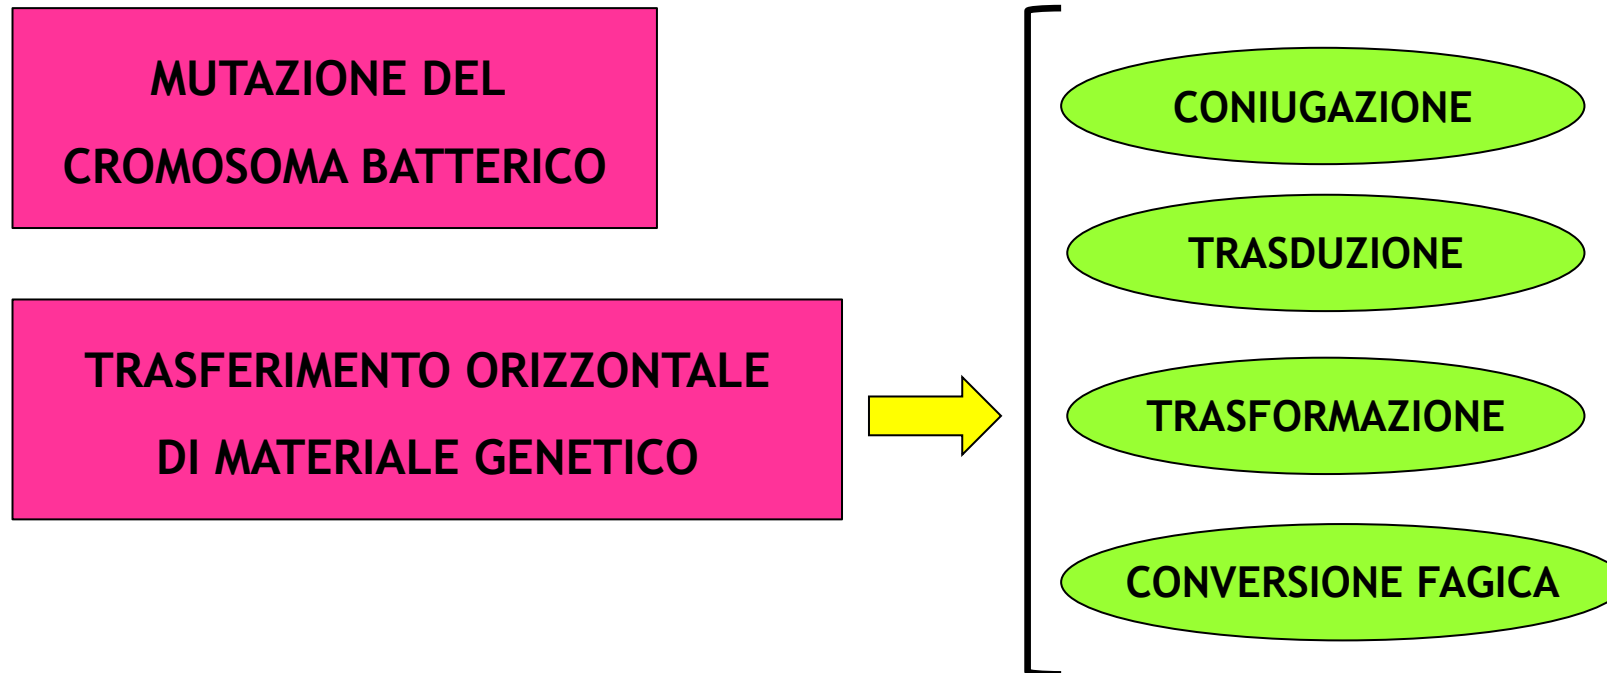 MUTAZIONE DEL
CROMOSOMA BATTERICO
TRASFERIMENTO ORIZZONTALE
DI MATERIALE GENETICO
CONIUGAZIONE
TRASDUZIONE
TRASFORMAZIONE
CONVERSIONE FAGICA